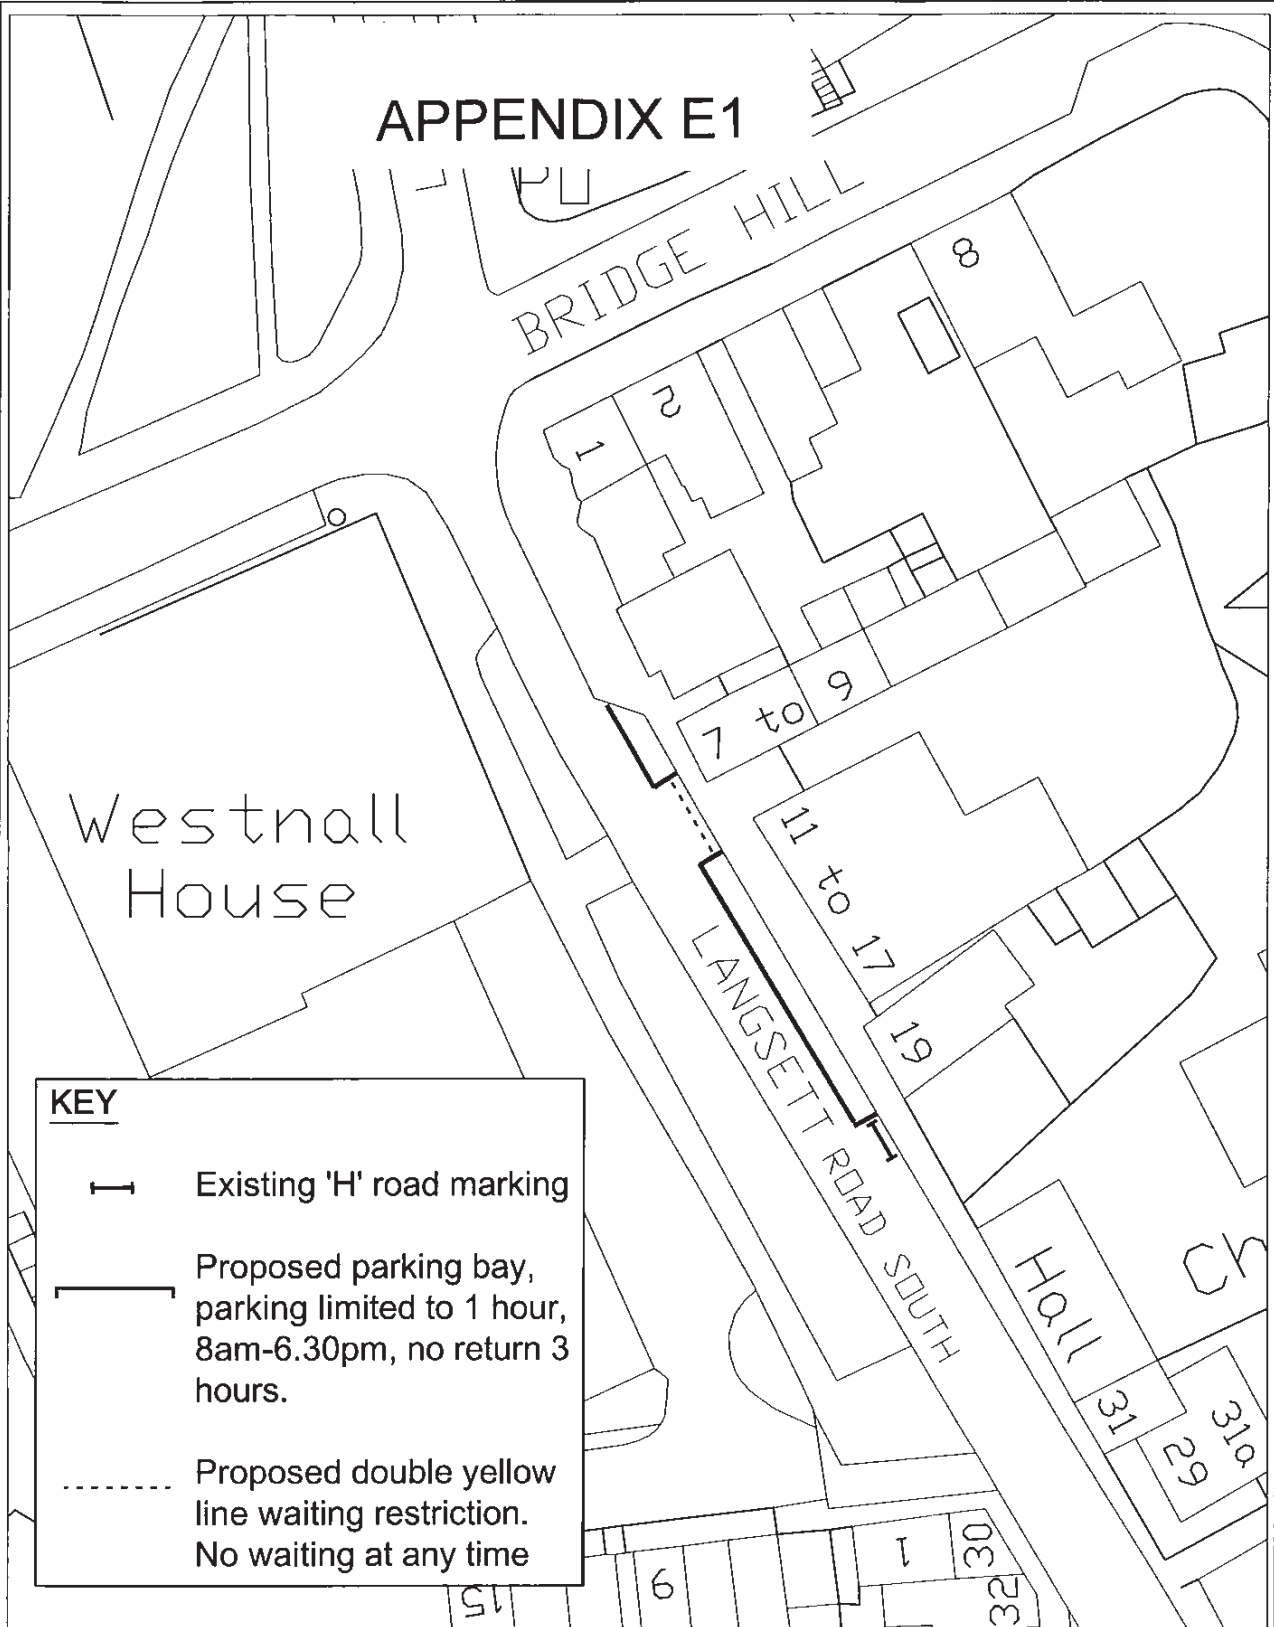 APPENDIX E1
BRIDGE HILL
8
2
1
7 to 9
11 to 17
Westnall
House
LANGSETT ROAD SOUTH
19
KEY
Existing 'H' road marking
Proposed parking bay,
parking limited to 1 hour,
8am-6.30pm, no return 3
hours.
Proposed double yellow
line waiting restriction.
No waiting at any time
Hall
Ch
31
29
31a
15
9
1
30
32